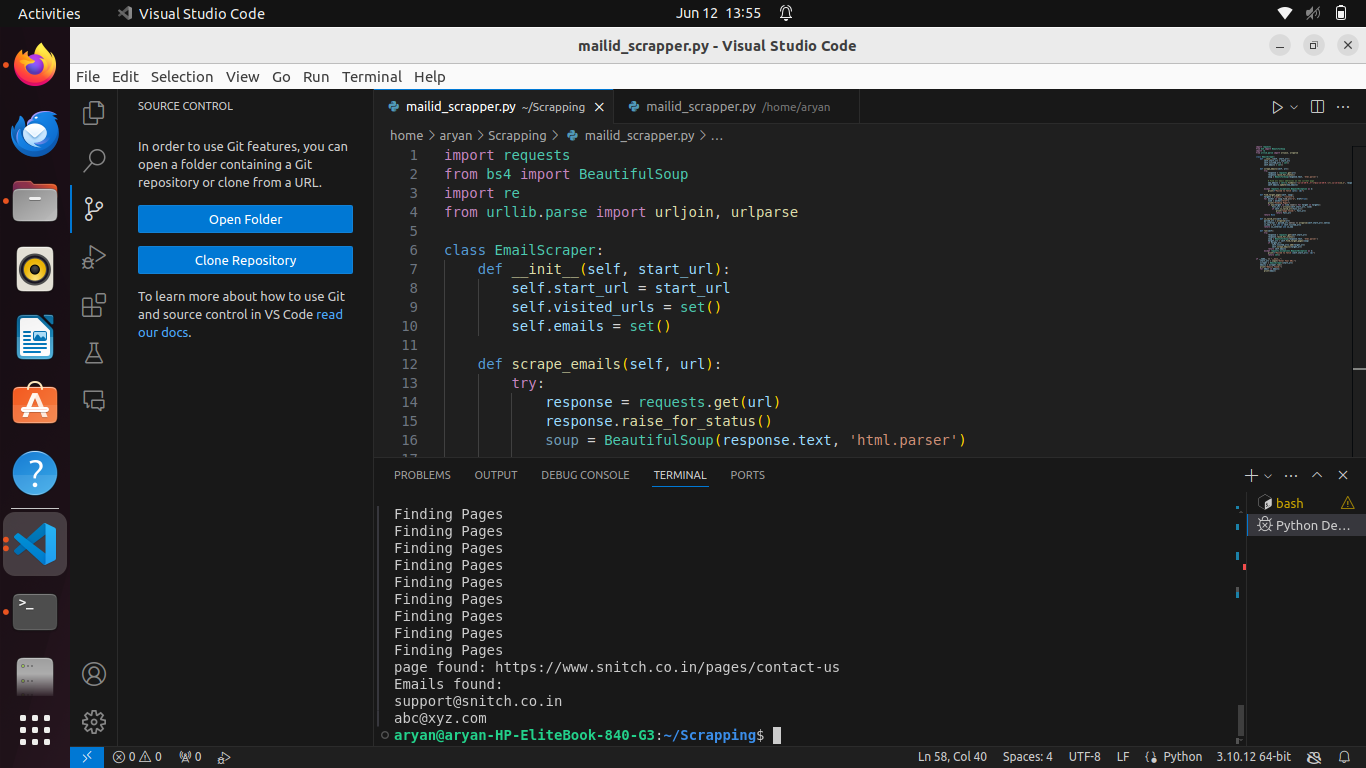 Activities
Visual Studio Code
Jun 12 13:55
mailid_scrapper.py - Visual Studio Code
File Edit Selection View Go Run Terminal Help
SOURCE CONTROL
In order to use Git features, you can
open a folder containing a Git
repository or clone from a URL.
Open Folder
Clone Repository
To learn more about how to use Git
and source control in VS Code read
our docs.
mailid_scrapper.py ~/Scrapping
mailid_scrapper.py /home/aryan
home > aryan > Scrapping > mailid_scrapper.py > ...
1 import requests
2 from bs4 import BeautifulSoup
3 import re
4 from urllib.parse import urljoin, urlparse
5
6 class EmailScraper:
7 def __init__(self, start_url):
8 self.start_url = start_url
9 self.visited_urls = set()
10 self.emails = set()
11
12 def scrape_emails(self, url):
13 try:
14 response = requests.get(url)
15 response.raise_for_status()
16 soup = BeautifulSoup(response.text, 'html.parser')
PROBLEMS OUTPUT DEBUG CONSOLE TERMINAL PORTS
bash
Python De...
Finding Pages
Finding Pages
Finding Pages
Finding Pages
Finding Pages
Finding Pages
Finding Pages
Finding Pages
Finding Pages
page found: https://www.snitch.co.in/pages/contact-us
Emails found:
support@snitch.co.in
abc@xyz.com
aryan@aryan-HP-EliteBook-840-G3:~/Scrapping$
0 0 0 Ln 58, Col 40 Spaces: 4 UTF-8 LF Python 3.10.12 64-bit